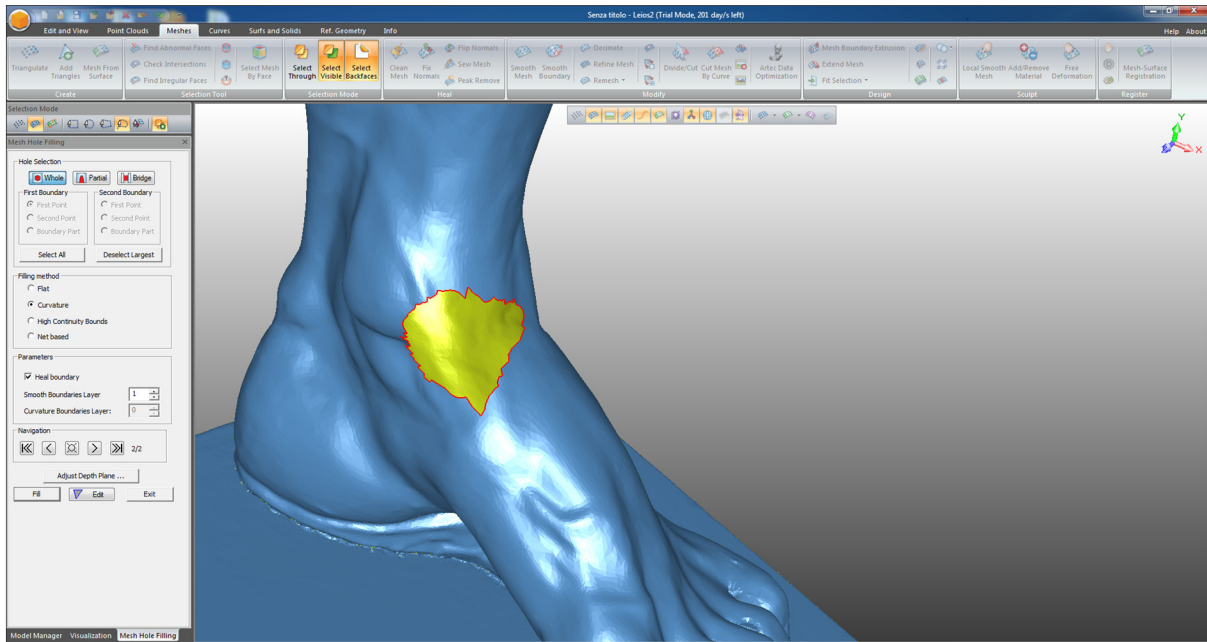 Senza titolo - Leios2 (Trial Mode, 201 day/s left)
Edit and View Point Clouds Meshes Curves Surfs and Solids Ref. Geometry Info Help About
Triangulate
Add Triangles
Mesh From Surface
Create
Find Abnormal Faces
Check Intersections
Find Irregular Faces
Select Mesh By Face
Selection Tool
Select Through
Select Visible
Select Backfaces
Selection Mode
Clean Mesh
Fix Normals
Flip Normals
Sew Mesh
Peak Remove
Heal
Smooth Mesh
Smooth Boundary
Decimate
Refine Mesh
Remesh
Divide/Cut
Cut Mesh By Curve
Artec Data Optimization
Modify
Mesh Boundary Extrusion
Extend Mesh
Fit Selection
Design
Local Smooth Mesh
Add/Remove Material
Free Deformation
Sculpt
Mesh-Surface Registration
Register
Selection Mode
Mesh Hole Filling
Hole Selection
Whole Partial Bridge
First Boundary Second Boundary
First Point First Point
Second Point Second Point
Boundary Part Boundary Part
Select All Deselect Largest
Filling method
Flat
Curvature
High Continuity Bounds
Net based
Parameters
Heal boundary
Smooth Boundaries Layer 1
Curvature Boundaries Layer: 0
Navigation
2/2
Adjust Depth Plane ...
Fill Edit Exit
Model Manager Visualization Mesh Hole Filling
Y
X